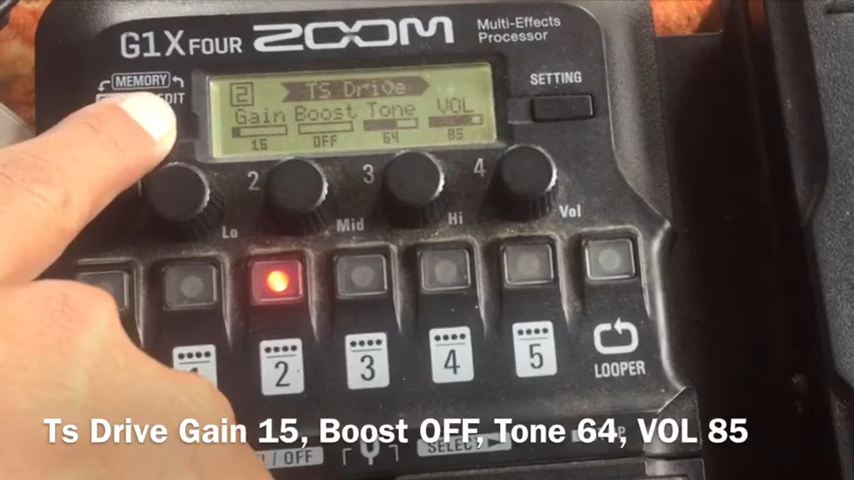 G1X FOUR ZOOM Multi-Effects Processor
MEMORY
EDIT
SETTING
2 TS Drive
Gain Boost Tone VOL
15 OFF 64 85
2 3 4
Lo Mid Hi Vol
2 3 4 5
LOOPER
Ts Drive Gain 15, Boost OFF, Tone 64, VOL 85
/ OFF
SELECT